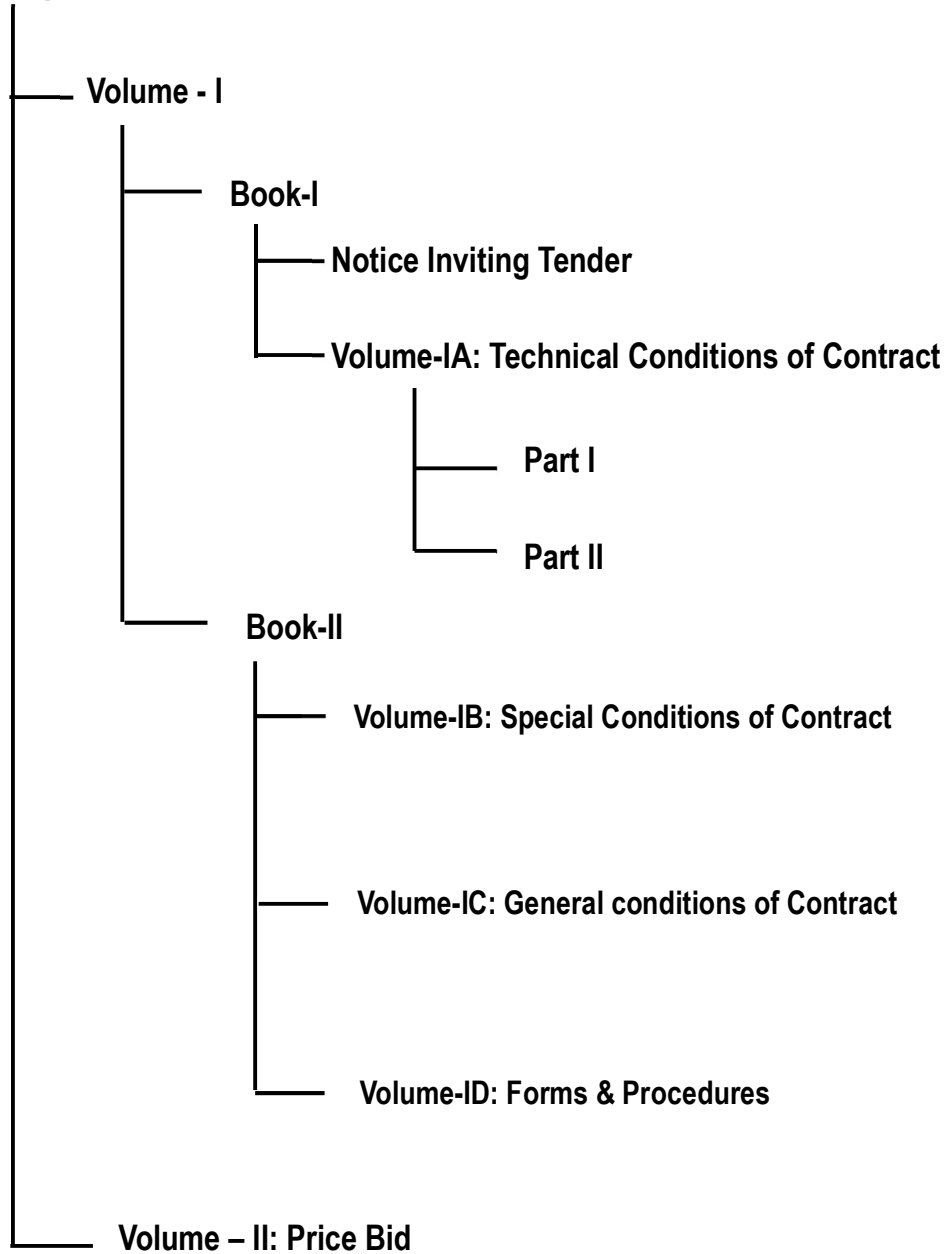 Volume - I
Book-I
Notice Inviting Tender
Volume-IA: Technical Conditions of Contract
Part I
Part II
Book-II
Volume-IB: Special Conditions of Contract
Volume-IC: General conditions of Contract
Volume-ID: Forms & Procedures
Volume – II: Price Bid